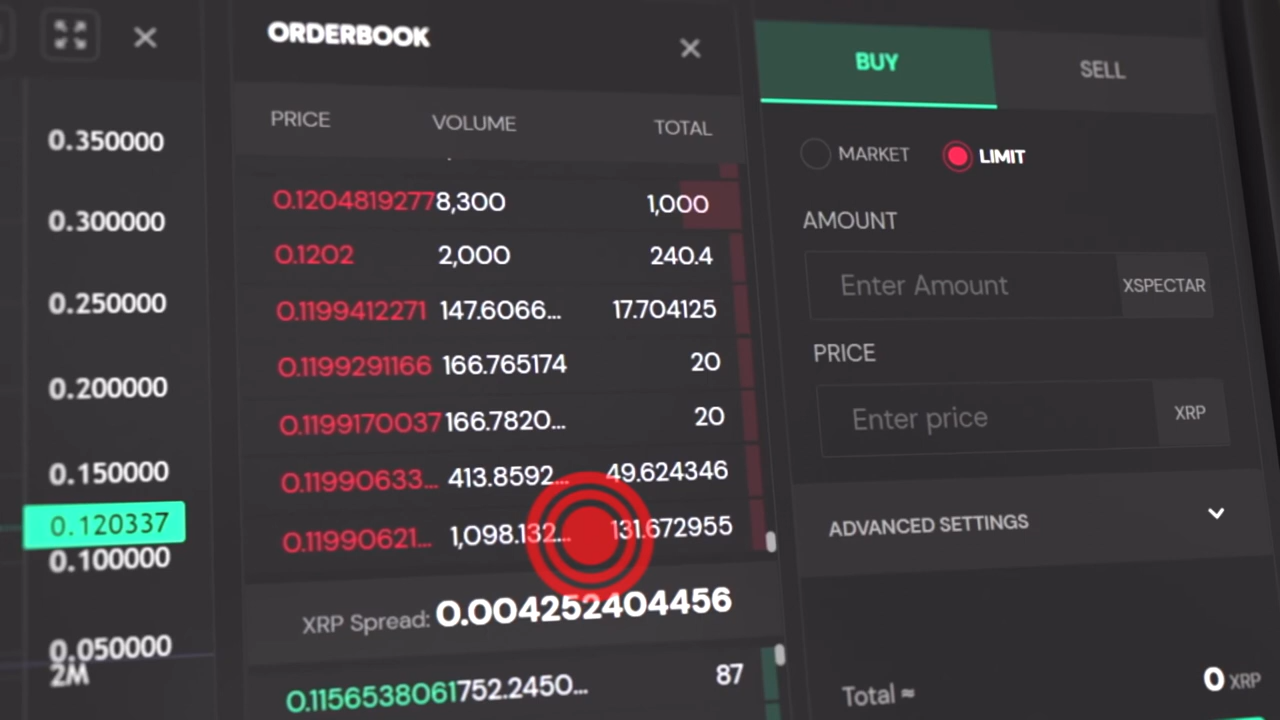 0.350000
0.300000
0.250000
0.200000
0.150000
0.120337
0.100000
0.050000
2M
ORDERBOOK
PRICE VOLUME TOTAL
0.1204819277 8,300 1,000
0.1202 2,000 240.4
0.1199412271 147.6066... 17.704125
0.1199291166 166.765174 20
0.1199170037 166.7820... 20
0.11990633... 413.8592... 49.624346
0.11990621... 1,098.132... 131.672955
XRP Spread: 0.004252404456
0.1156538061 752.2450... 87
BUY SELL
MARKET LIMIT
AMOUNT
Enter Amount XSPECTAR
PRICE
Enter price XRP
ADVANCED SETTINGS
Total ≈ 0 XRP